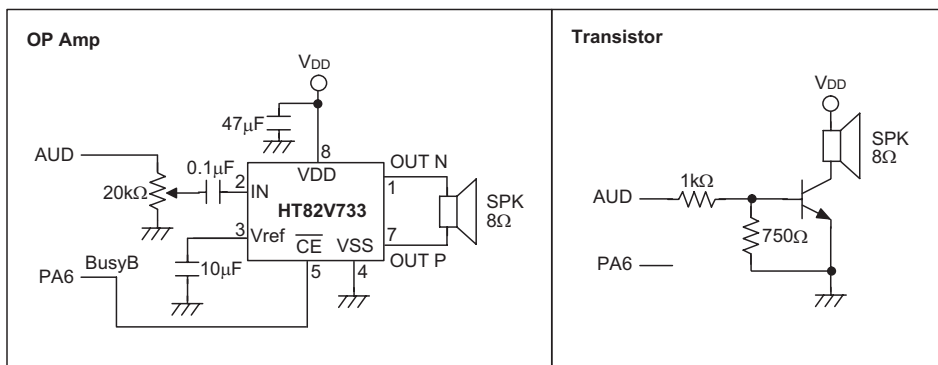 OP Amp
VDD
47μF
8
AUD
0.1μF
VDD
OUT N
2
IN
1
20kΩ
HT82V733
SPK
8Ω
3
Vref
CE
VSS
7
OUT P
BusyB
10μF
5
4
PA6
Transistor
VDD
SPK
8Ω
1kΩ
AUD
750Ω
PA6